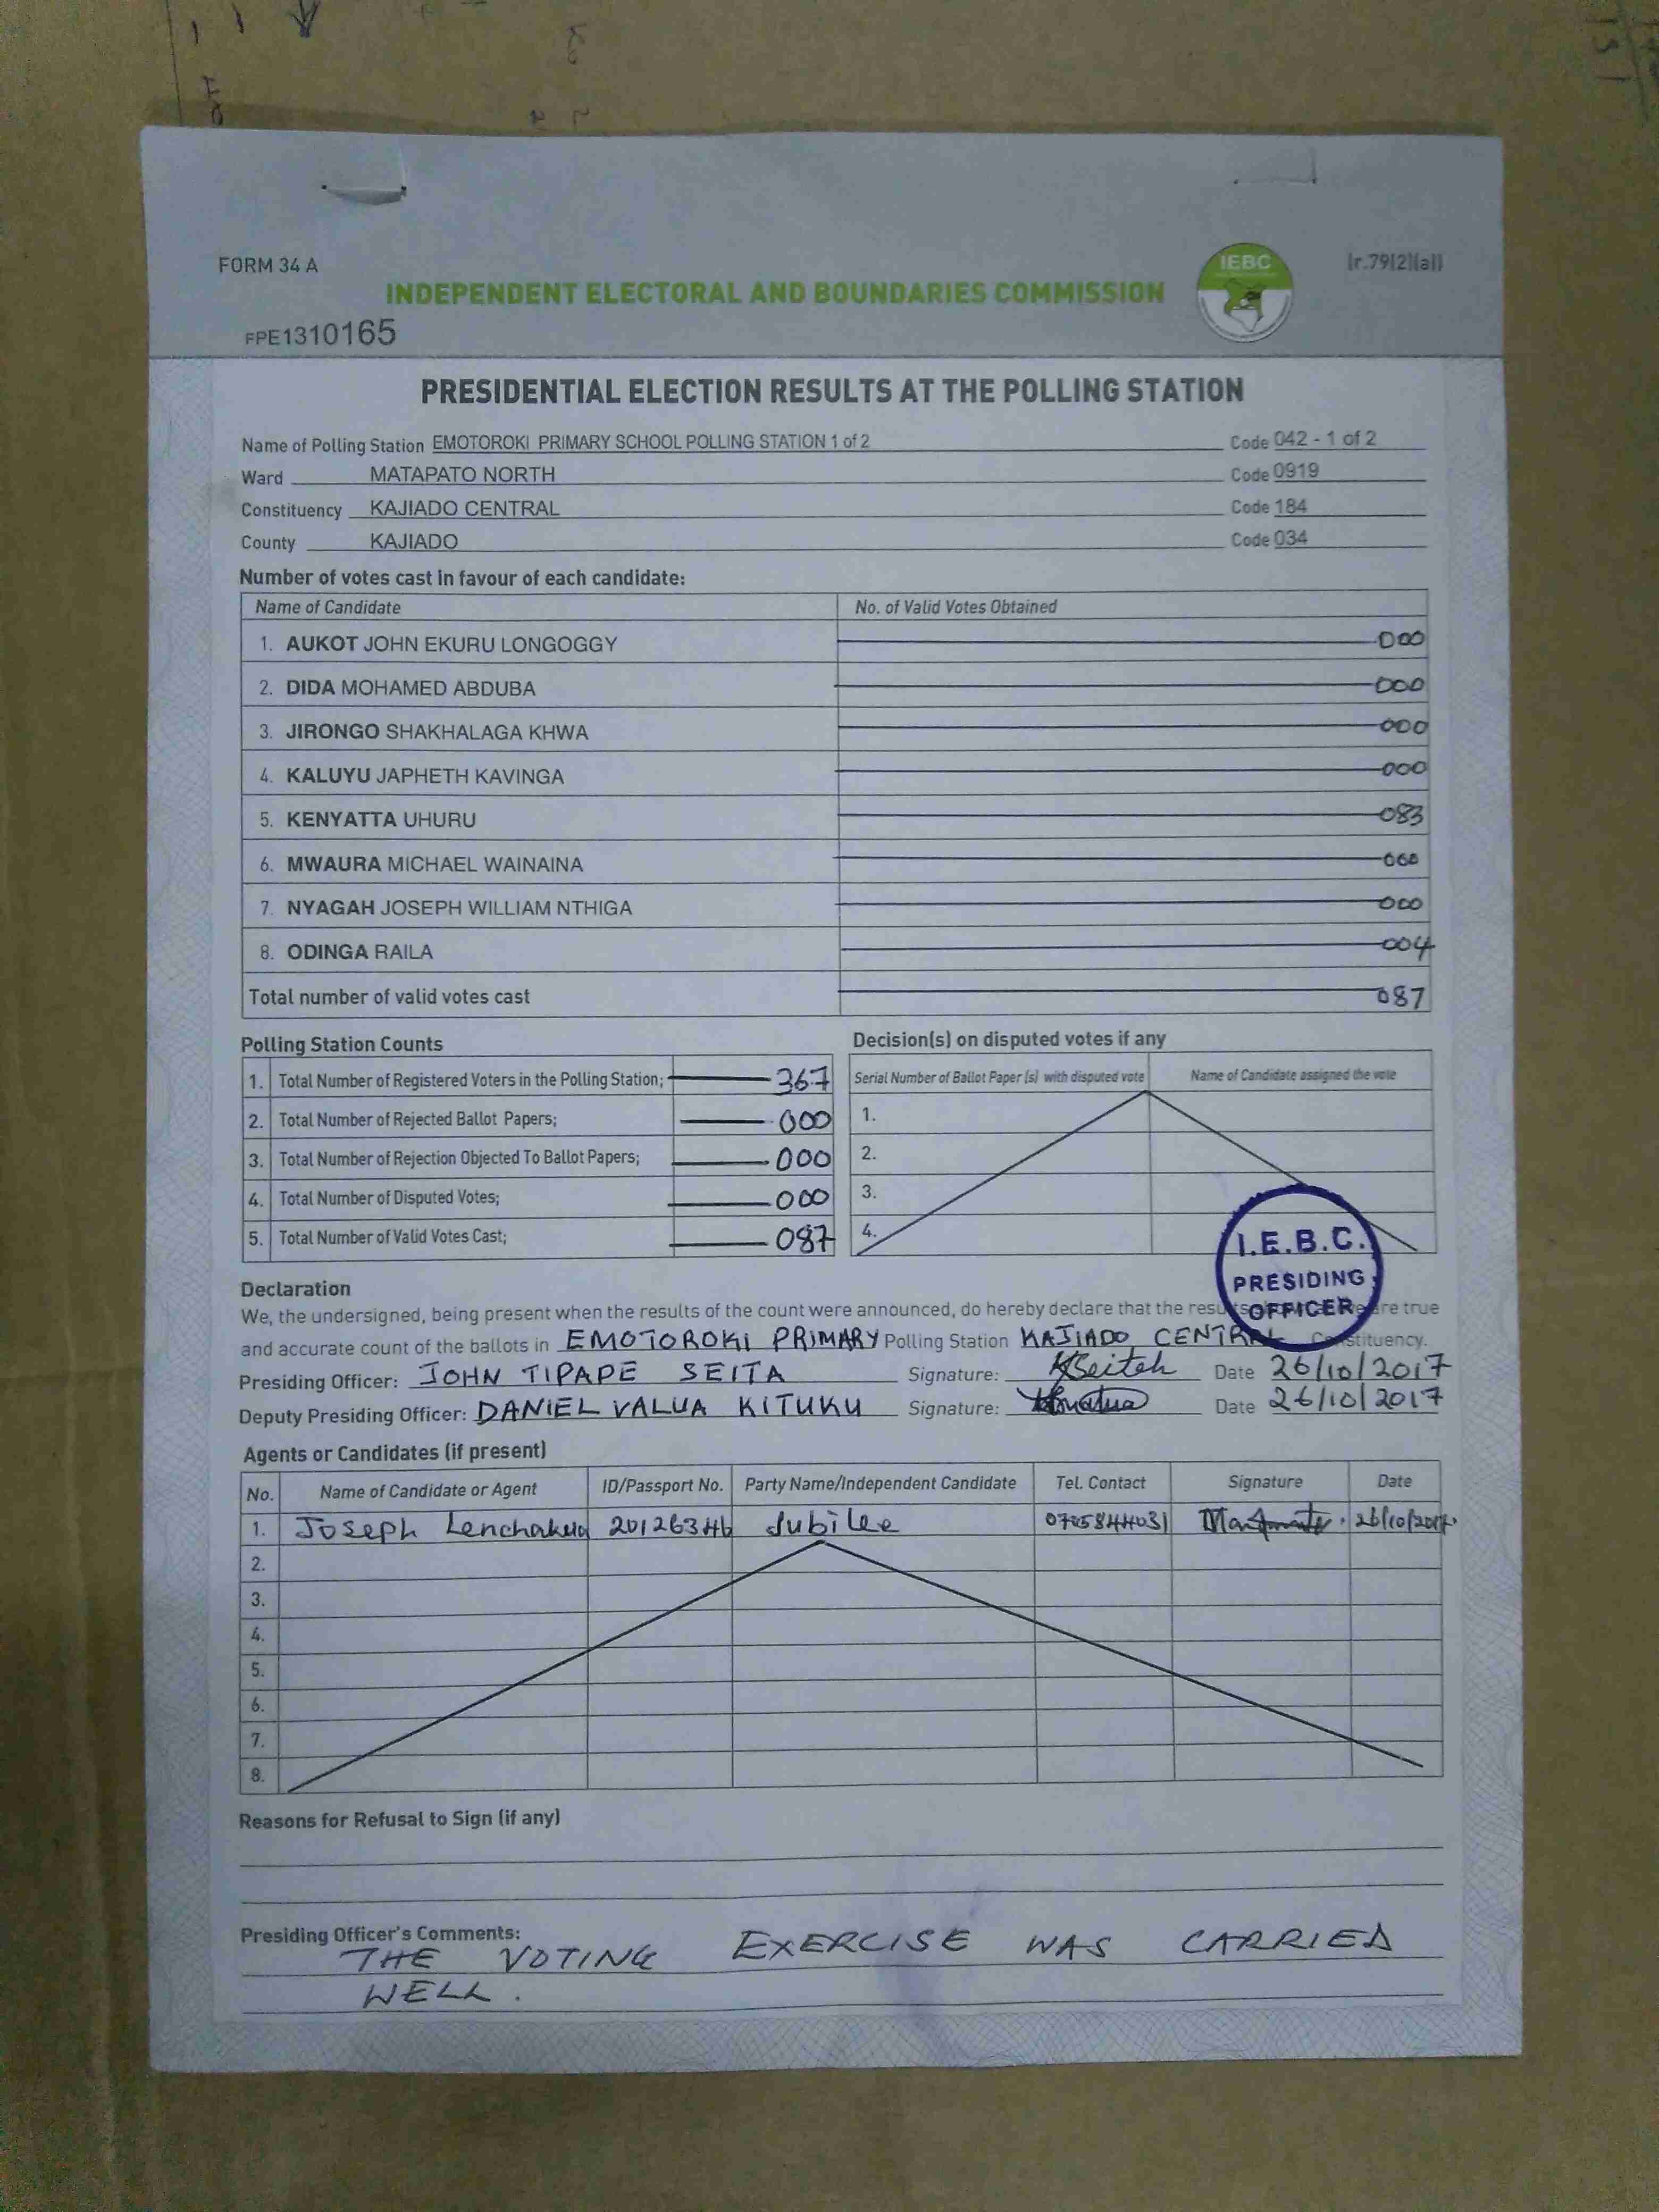 FORM 34 A
IEBC
(r.79(2)(a))
INDEPENDENT ELECTORAL AND BOUNDARIES COMMISSION
FPE1310165
PRESIDENTIAL ELECTION RESULTS AT THE POLLING STATION
Name of Polling Station EMOTOROKI PRIMARY SCHOOL POLLING STATION 1 of 2 Code 042 - 1 of 2
Ward MATAPATO NORTH Code 0919
Constituency KAJIADO CENTRAL Code 184
County KAJIADO Code 034
Number of votes cast in favour of each candidate:
Name of Candidate No. of Valid Votes Obtained
1. AUKOT JOHN EKURU LONGOGGY 000
2. DIDA MOHAMED ABDUBA 000
3. JIRONGO SHAKHALAGA KHWA 000
4. KALUYU JAPHETH KAVINGA 000
5. KENYATTA UHURU 083
6. MWAURA MICHAEL WAINAINA 000
7. NYAGAH JOSEPH WILLIAM NTHIGA 000
8. ODINGA RAILA 004
Total number of valid votes cast 087
Polling Station Counts
1. Total Number of Registered Voters in the Polling Station; 367
2. Total Number of Rejected Ballot Papers; 000
3. Total Number of Rejection Objected To Ballot Papers; 000
4. Total Number of Disputed Votes; 000
5. Total Number of Valid Votes Cast; 087
Decision(s) on disputed votes if any
Serial Number of Ballot Paper (s) with disputed vote Name of Candidate assigned the vote
1.
2.
3.
4.
I.E.B.C.
PRESIDING
OFFICER
Declaration
We, the undersigned, being present when the results of the count were announced, do hereby declare that the results are true
and accurate count of the ballots in EMOTOROKI PRIMARY Polling Station KAJIADO CENTRAL Constituency.
Presiding Officer: JOHN TIPAPE SEITA Signature: Date 26/10/2017
Deputy Presiding Officer: DANIEL VALUA KITUKU Signature: Date 26/10/2017
Agents or Candidates (if present)
No. Name of Candidate or Agent ID/Passport No. Party Name/Independent Candidate Tel. Contact Signature Date
1. Joseph Jubilee 26/10/2017
2.
3.
4.
5.
6.
7.
8.
Reasons for Refusal to Sign (if any)
Presiding Officer's Comments:
THE VOTING EXERCISE WAS CARRIED
WELL.